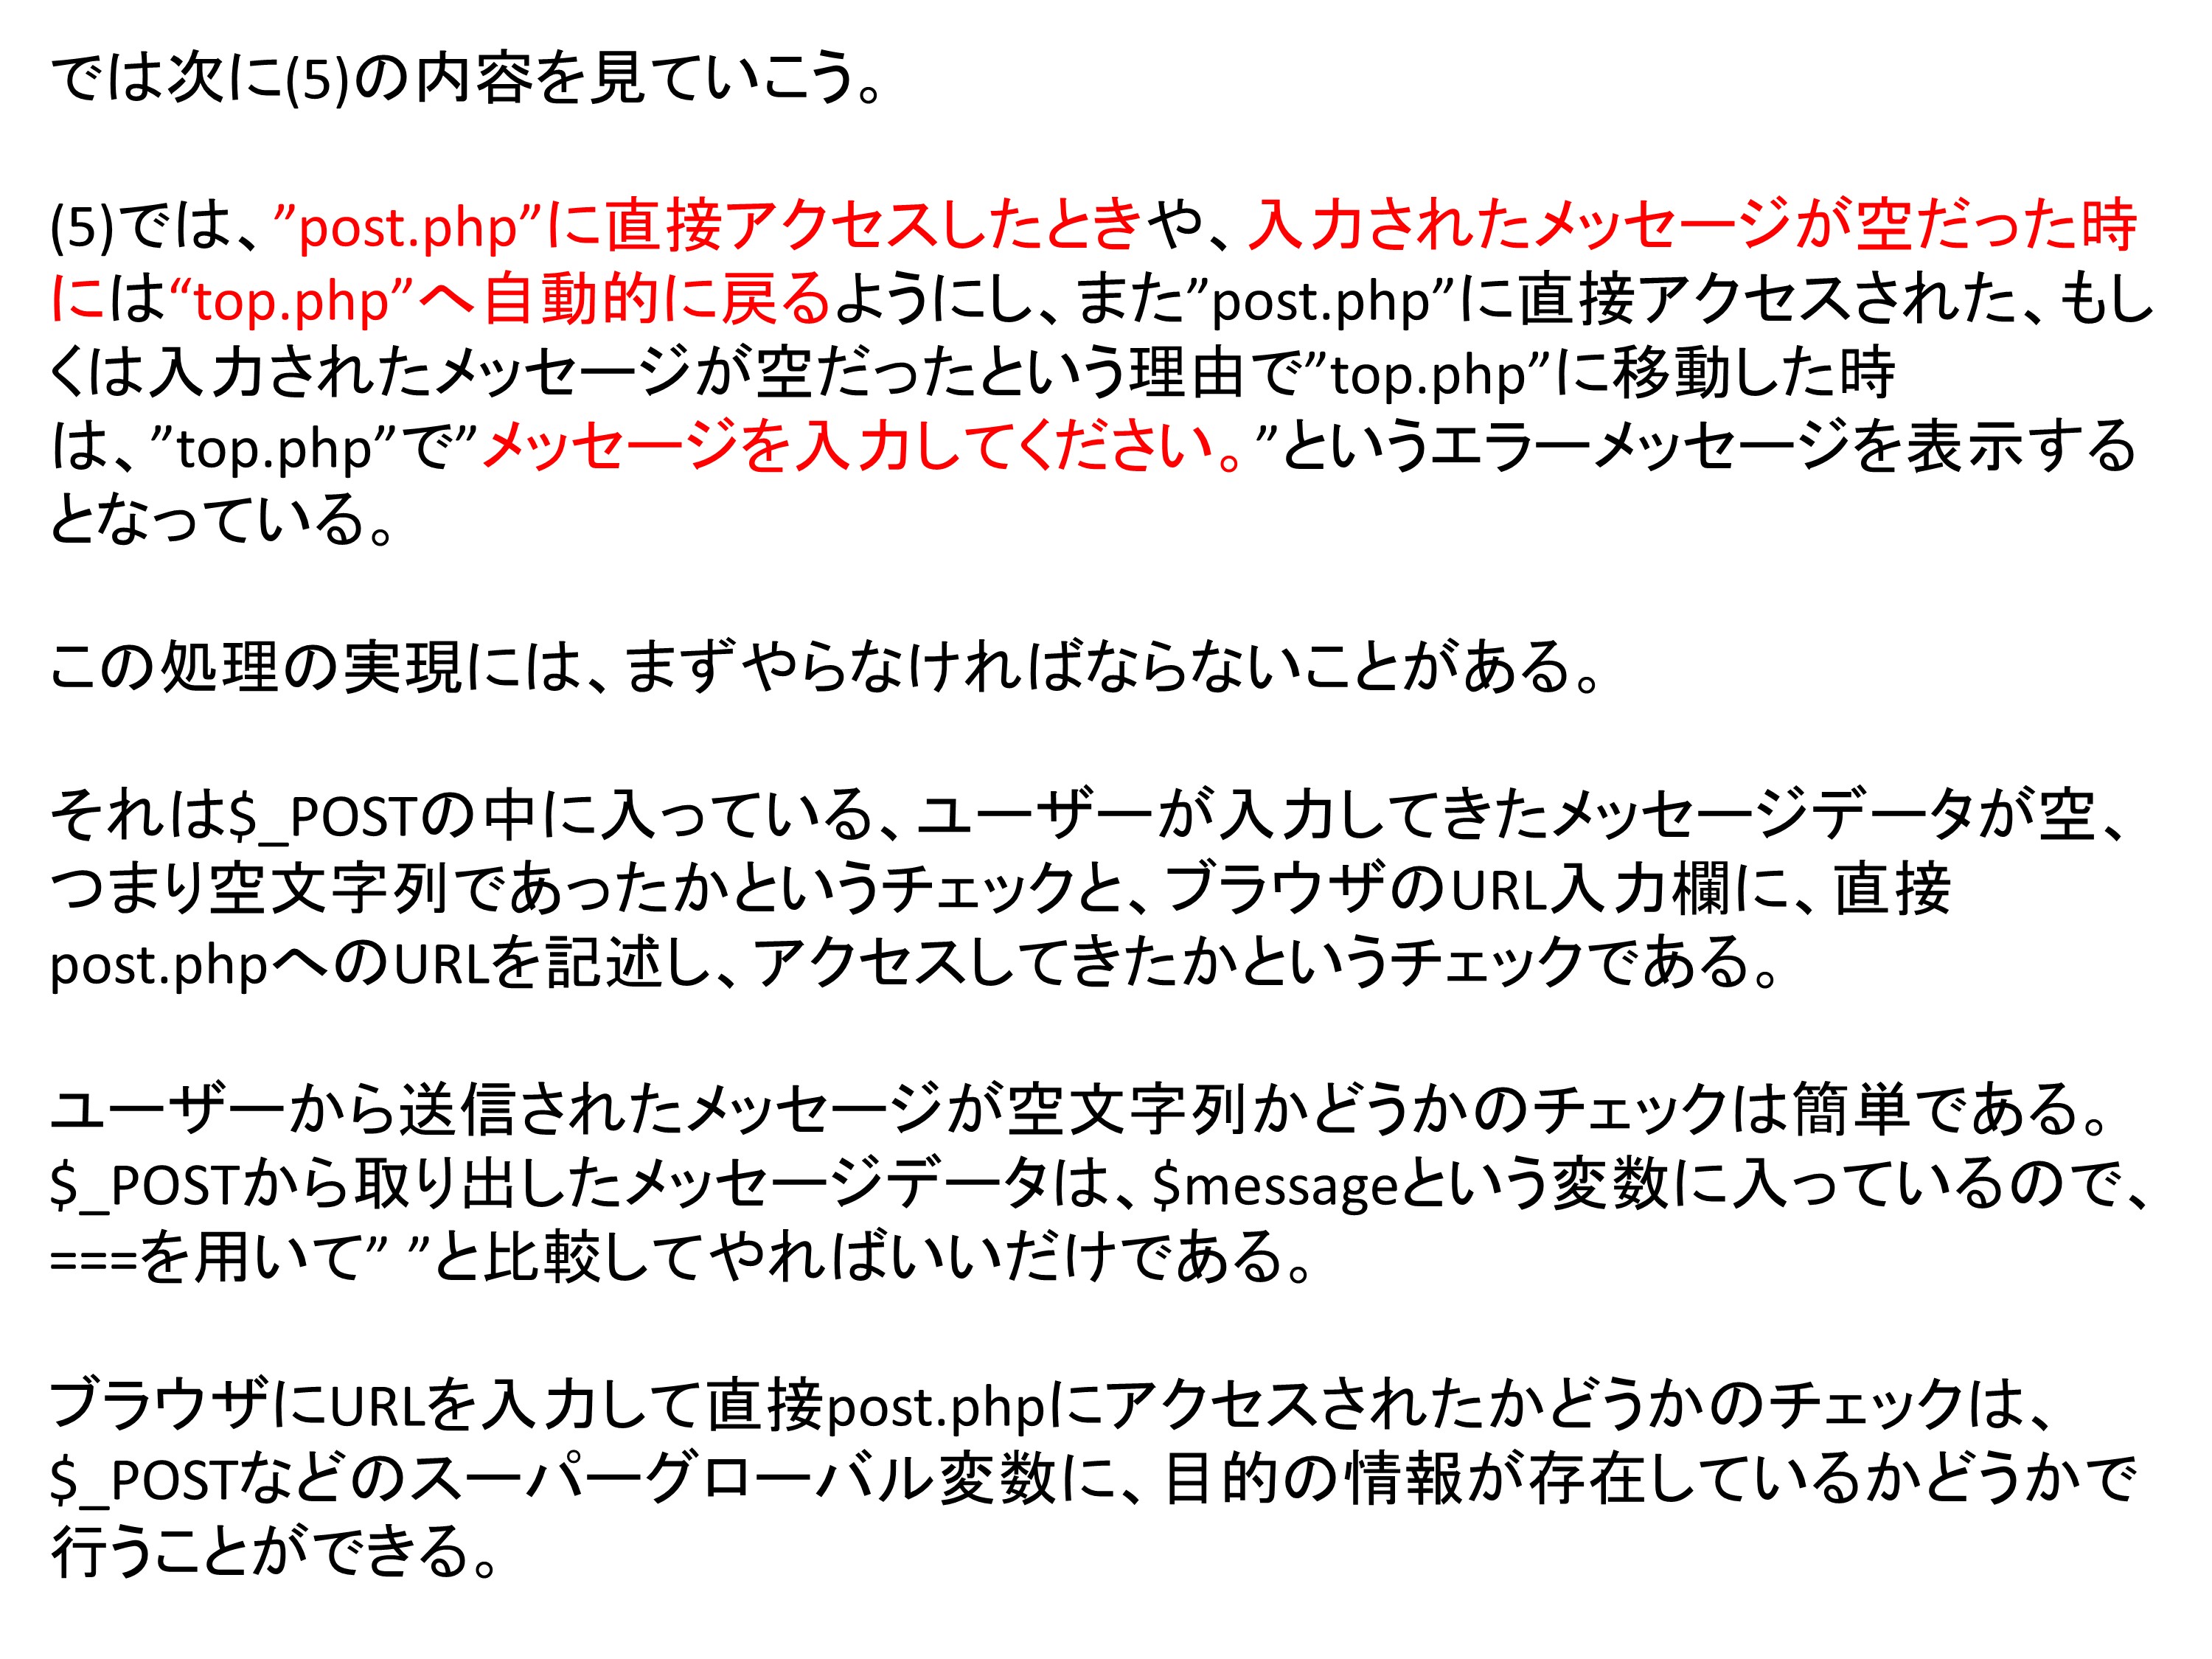 では次に(5)の内容を見ていこう。
(5)では、”post.php”に直接アクセスしたときや、入力されたメッセージが空だった時
には“top.php”へ自動的に戻るようにし、また”post.php”に直接アクセスされた、もし
くは入力されたメッセージが空だったという理由で”top.php”に移動した時
は、”top.php”で”メッセージを入力してください。”というエラーメッセージを表示する
となっている。
この処理の実現には、まずやらなければならないことがある。
それは$_POSTの中に入っている、ユーザーが入力してきたメッセージデータが空、
つまり空文字列であったかというチェックと、ブラウザのURL入力欄に、直接
post.phpへのURLを記述し、アクセスしてきたかというチェックである。
ユーザーから送信されたメッセージが空文字列かどうかのチェックは簡単である。
$_POSTから取り出したメッセージデータは、$messageという変数に入っているので、
===を用いて” ”と比較してやればいいだけである。
ブラウザにURLを入力して直接post.phpにアクセスされたかどうかのチェックは、
$_POSTなどのスーパーグローバル変数に、目的の情報が存在しているかどうかで
行うことができる。